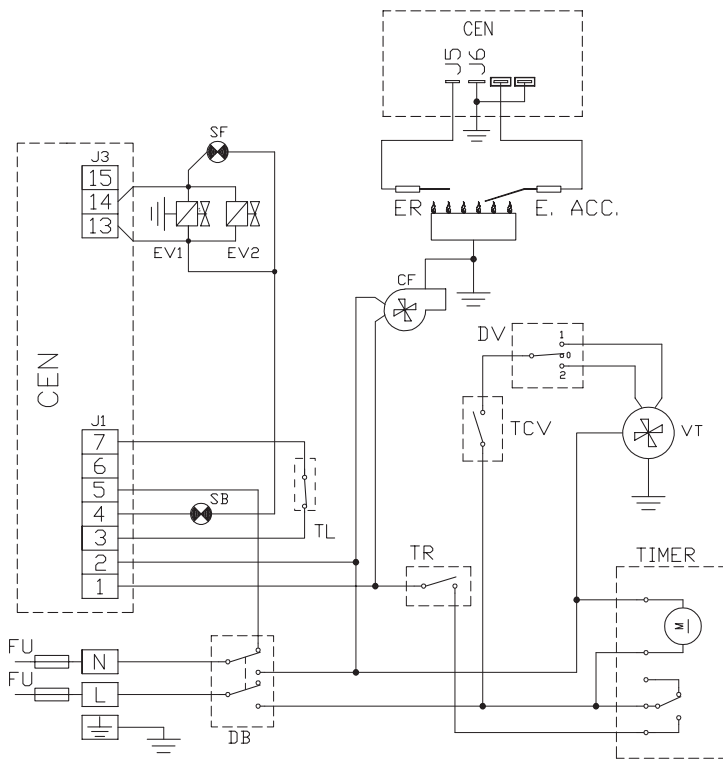 CEN
J5 J6
SF
J3
15
14
13
EV1 EV2
ER E. ACC.
CF
CEN
DV 1
0
2
TCV
VT
J1
7
6
5
4
3
2
1
SB
TL
TR
TIMER
M
FU N
FU L
DB